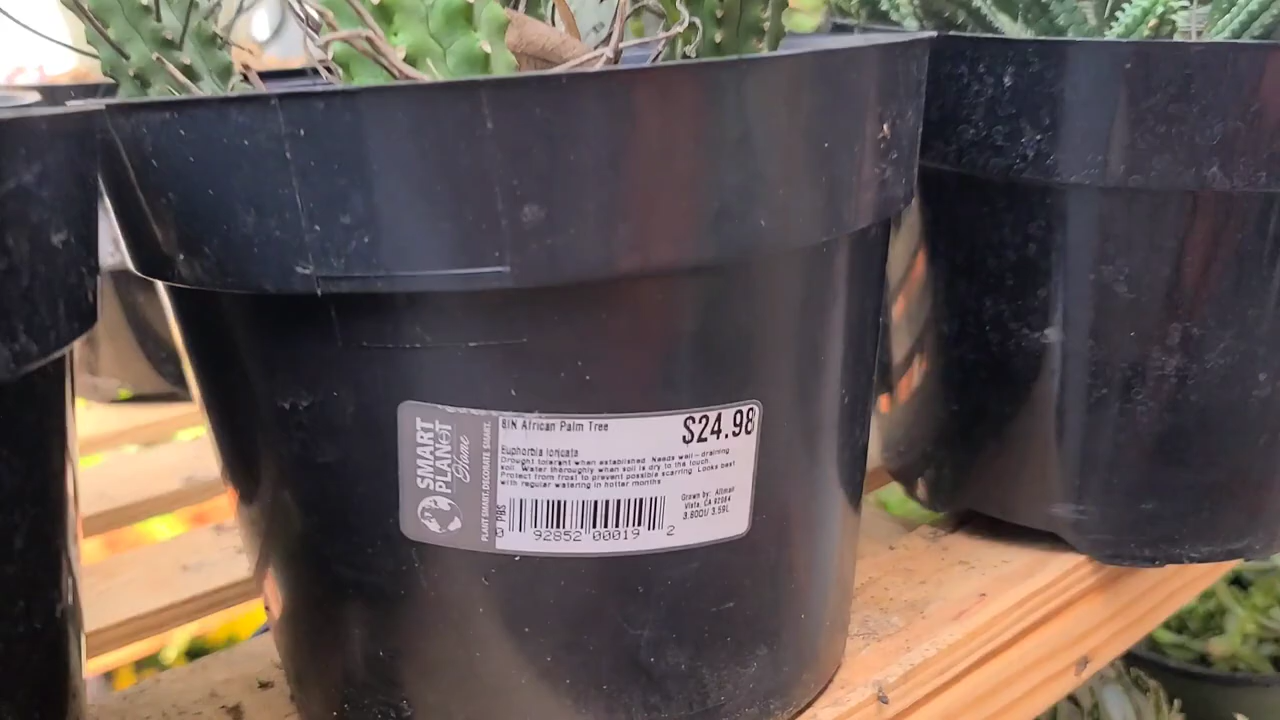 SMART
PLANET
Home
PLANT SMART. DECORATE SMART.
8IN African Palm Tree
$24.98
Euphorbia loricata
Drought tolerant when established. Needs well-draining
soil. Water thoroughly when soil is dry to the touch.
Protect from frost to prevent possible scarring. Looks best
with regular watering in hotter months
Grown by: Altman
Vista, CA 92084
3.80QU 3.59L
PBS
0 92852 00019 2